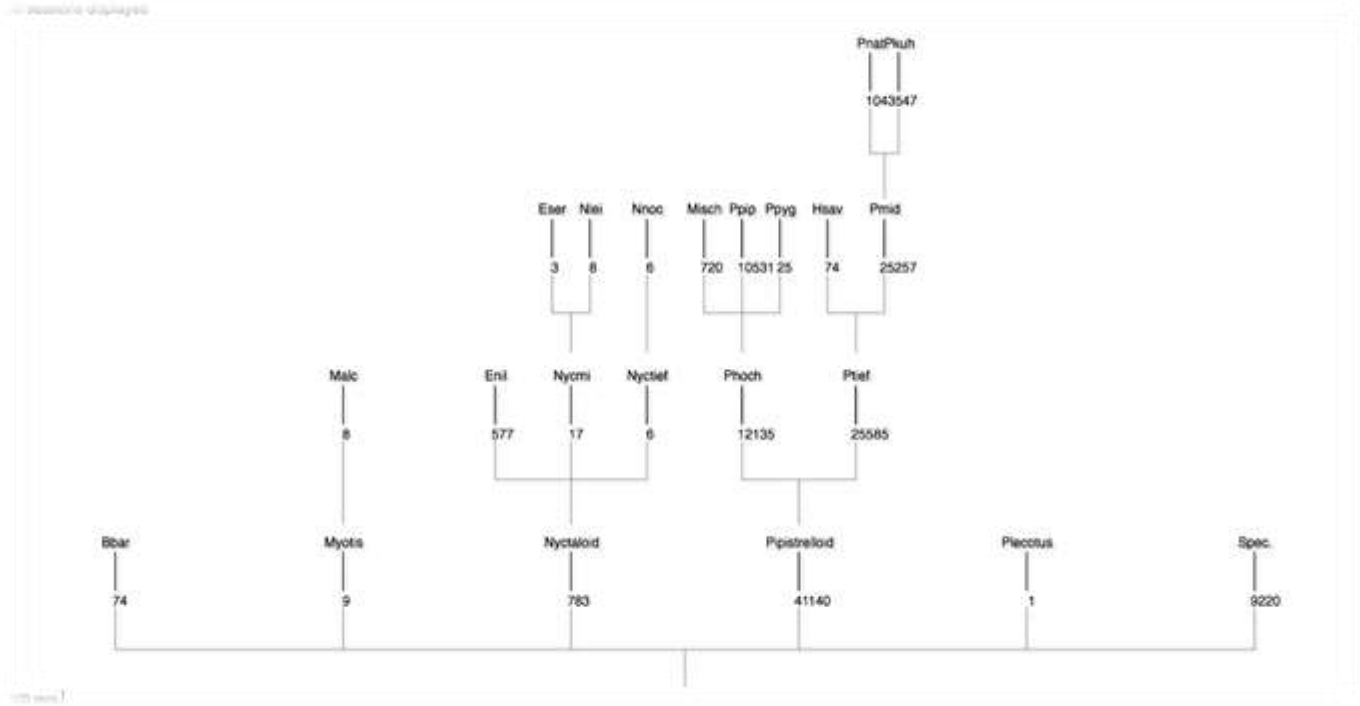 sessions displayed
PnatPkuh
1043547
Eser Nlei Nnoc Misch Ppip Ppyg Hsav Pmid
3 8 6 720 10531 25 74 25257
Malc Enil Nycmi Nyctief Phoch Ptief
8 577 17 6 12135 25585
Bbar Myotis Nyctaloid Pipistrelloid Plecotus Spec.
74 9 783 41140 1 9220